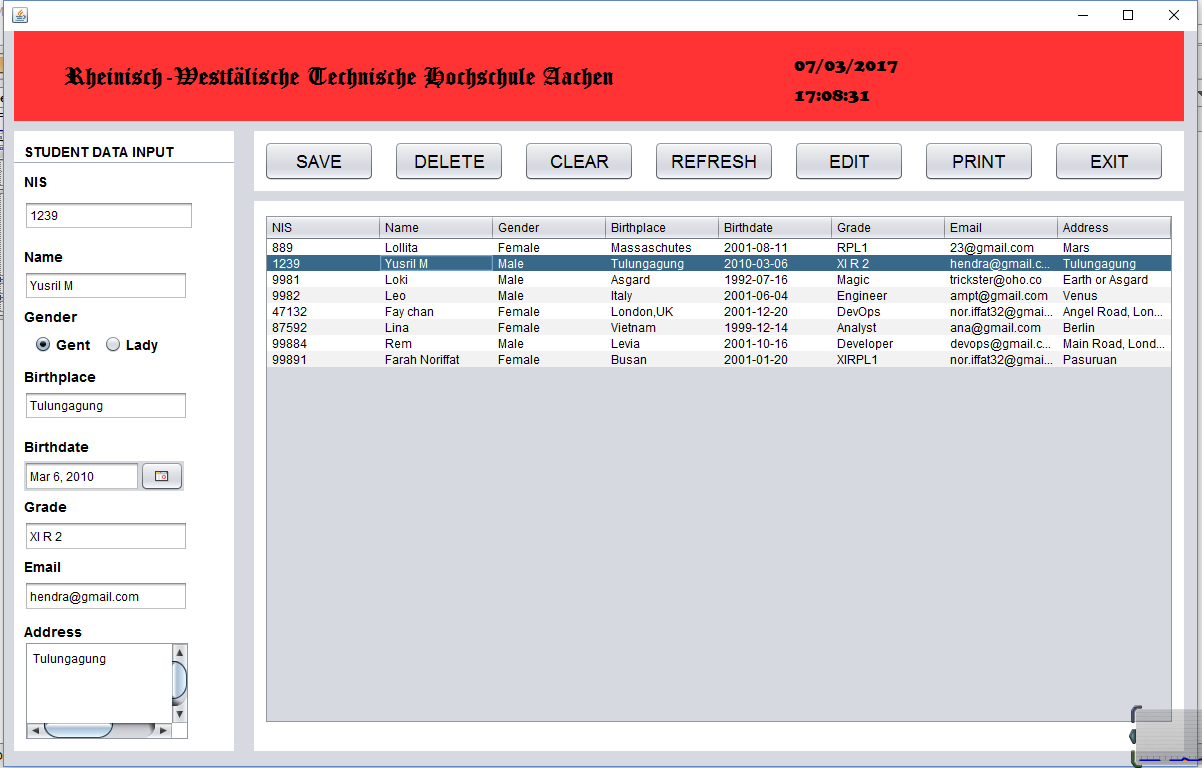 Rheinisch-Westfälische Technische Hochschule Aachen
07/03/2017
17:08:31
STUDENT DATA INPUT
NIS
1239
Name
Yusril M
Gender
Gent Lady
Birthplace
Tulungagung
Birthdate
Mar 6, 2010
Grade
XI R 2
Email
hendra@gmail.com
Address
Tulungagung
SAVE DELETE CLEAR REFRESH EDIT PRINT EXIT
NIS Name Gender Birthplace Birthdate Grade Email Address
889 Lollita Female Massaschutes 2001-08-11 RPL1 23@gmail.com Mars
1239 Yusril M Male Tulungagung 2010-03-06 XI R 2 hendra@gmail.c... Tulungagung
9981 Loki Male Asgard 1992-07-16 Magic trickster@oho.co Earth or Asgard
9982 Leo Male Italy 2001-06-04 Engineer ampt@gmail.com Venus
47132 Fay chan Female London,UK 2001-12-20 DevOps nor.iffat32@gmai... Angel Road, Lon...
87592 Lina Female Vietnam 1999-12-14 Analyst ana@gmail.com Berlin
99884 Rem Male Levia 2001-10-16 Developer devops@gmail.c... Main Road, Lond...
99891 Farah Noriffat Female Busan 2001-01-20 XIRPL1 nor.iffat32@gmai... Pasuruan